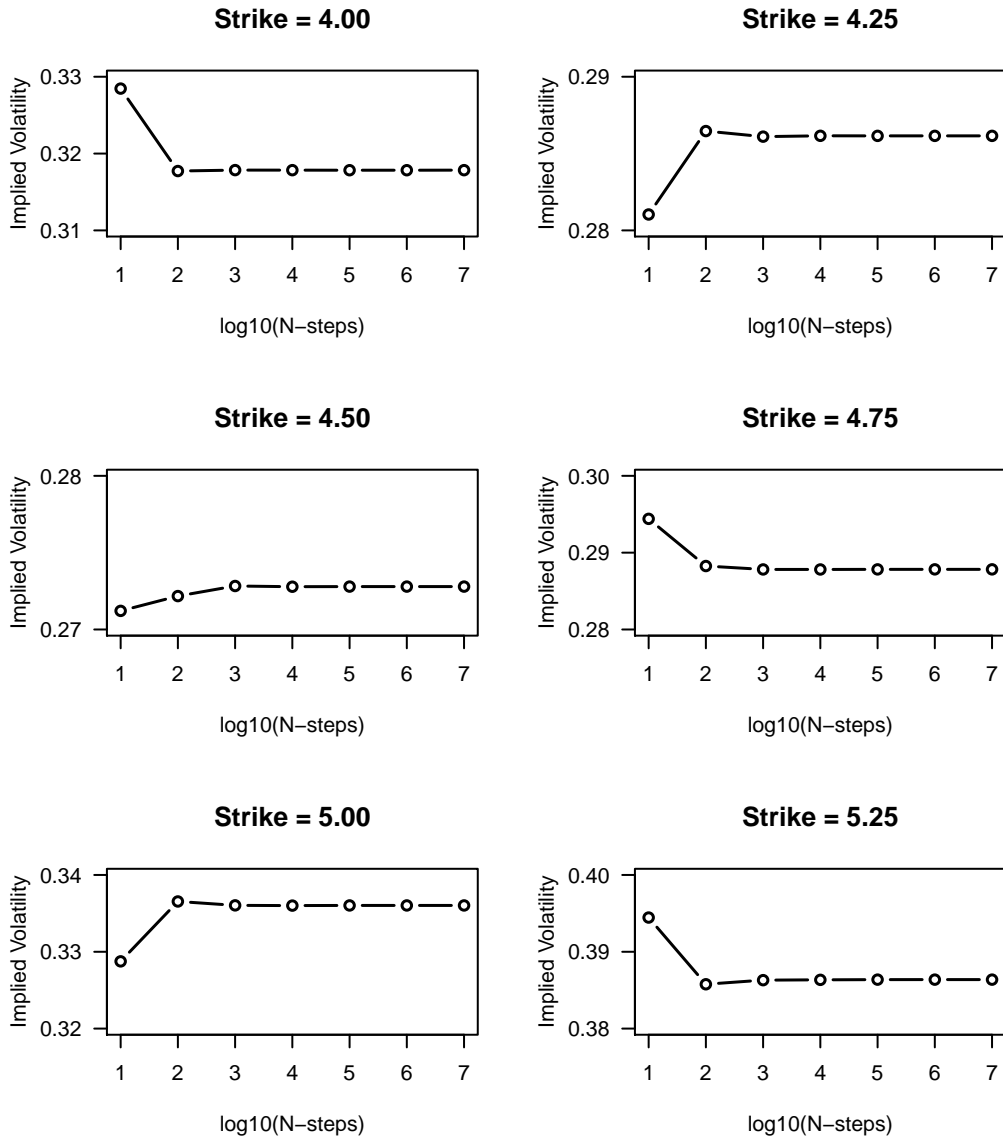 Strike = 4.00
Implied Volatility
0.33
0.32
0.31
1 2 3 4 5 6 7
log10(N−steps)
Strike = 4.25
Implied Volatility
0.29
0.28
1 2 3 4 5 6 7
log10(N−steps)
Strike = 4.50
Implied Volatility
0.28
0.27
1 2 3 4 5 6 7
log10(N−steps)
Strike = 4.75
Implied Volatility
0.30
0.29
0.28
1 2 3 4 5 6 7
log10(N−steps)
Strike = 5.00
Implied Volatility
0.34
0.33
0.32
1 2 3 4 5 6 7
log10(N−steps)
Strike = 5.25
Implied Volatility
0.40
0.39
0.38
1 2 3 4 5 6 7
log10(N−steps)